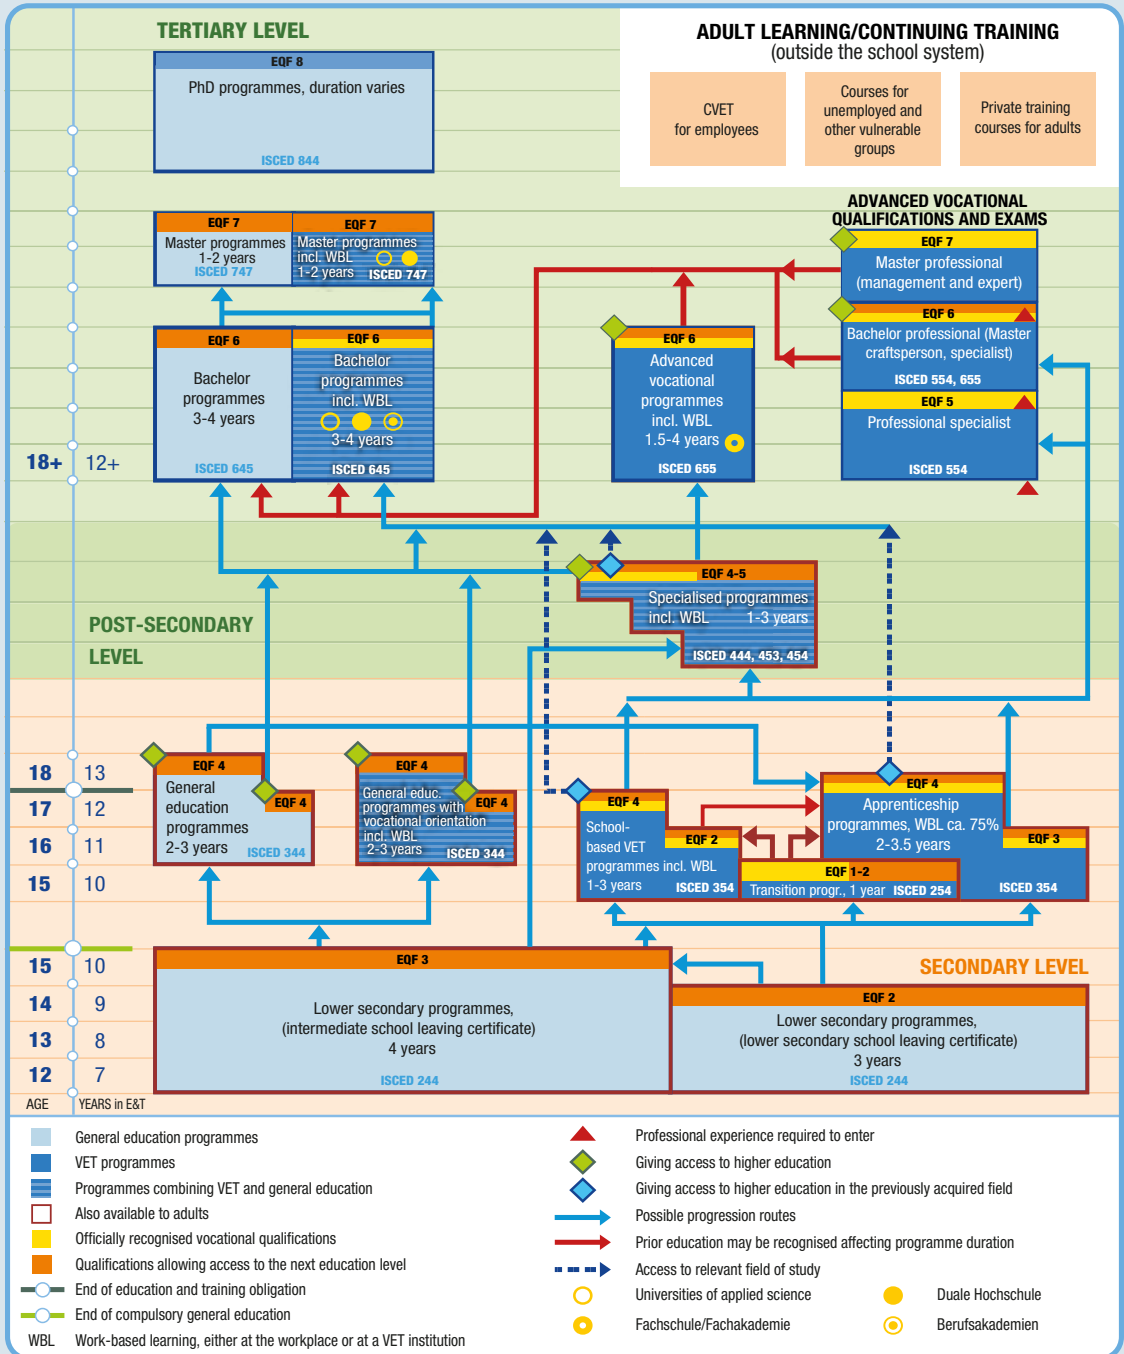 TERTIARY LEVEL
ADULT LEARNING/CONTINUING TRAINING
(outside the school system)
CVET
for employees
Courses for
unemployed and
other vulnerable
groups
Private training
courses for adults
EQF 8
PhD programmes, duration varies
ISCED 844
EQF 7
Master programmes
1-2 years
ISCED 747
EQF 7
Master programmes
incl. WBL
1-2 years
ISCED 747
ADVANCED VOCATIONAL
QUALIFICATIONS AND EXAMS
EQF 7
Master professional
(management and expert)
EQF 6
Bachelor professional (Master
craftsperson, specialist)
ISCED 554, 655
EQF 5
Professional specialist
ISCED 554
EQF 6
Bachelor
programmes
3-4 years
ISCED 645
EQF 6
Bachelor
programmes
incl. WBL
3-4 years
ISCED 645
EQF 6
Advanced
vocational
programmes
incl. WBL
1.5-4 years
ISCED 655
18+ 12+
POST-SECONDARY
LEVEL
EQF 4-5
Specialised programmes
incl. WBL 1-3 years
ISCED 444, 453, 454
18 13
17 12
16 11
15 10
EQF 4
General
education
programmes
2-3 years
EQF 4
ISCED 344
EQF 4
General educ.
programmes with
vocational orientation
incl. WBL
2-3 years
EQF 4
ISCED 344
EQF 4
School-
based VET
programmes incl. WBL
1-3 years
EQF 2
ISCED 354
EQF 1-2
Transition progr., 1 year ISCED 254
EQF 4
Apprenticeship
programmes, WBL ca. 75%
2-3.5 years
EQF 3
ISCED 354
SECONDARY LEVEL
15 10
14 9
13 8
12 7
AGE YEARS in E&T
EQF 3
Lower secondary programmes,
(intermediate school leaving certificate)
4 years
ISCED 244
EQF 2
Lower secondary programmes,
(lower secondary school leaving certificate)
3 years
ISCED 244
General education programmes
VET programmes
Programmes combining VET and general education
Also available to adults
Officially recognised vocational qualifications
Qualifications allowing access to the next education level
End of education and training obligation
End of compulsory general education
WBL Work-based learning, either at the workplace or at a VET institution
Professional experience required to enter
Giving access to higher education
Giving access to higher education in the previously acquired field
Possible progression routes
Prior education may be recognised affecting programme duration
Access to relevant field of study
Universities of applied science
Duale Hochschule
Fachschule/Fachakademie
Berufsakademien